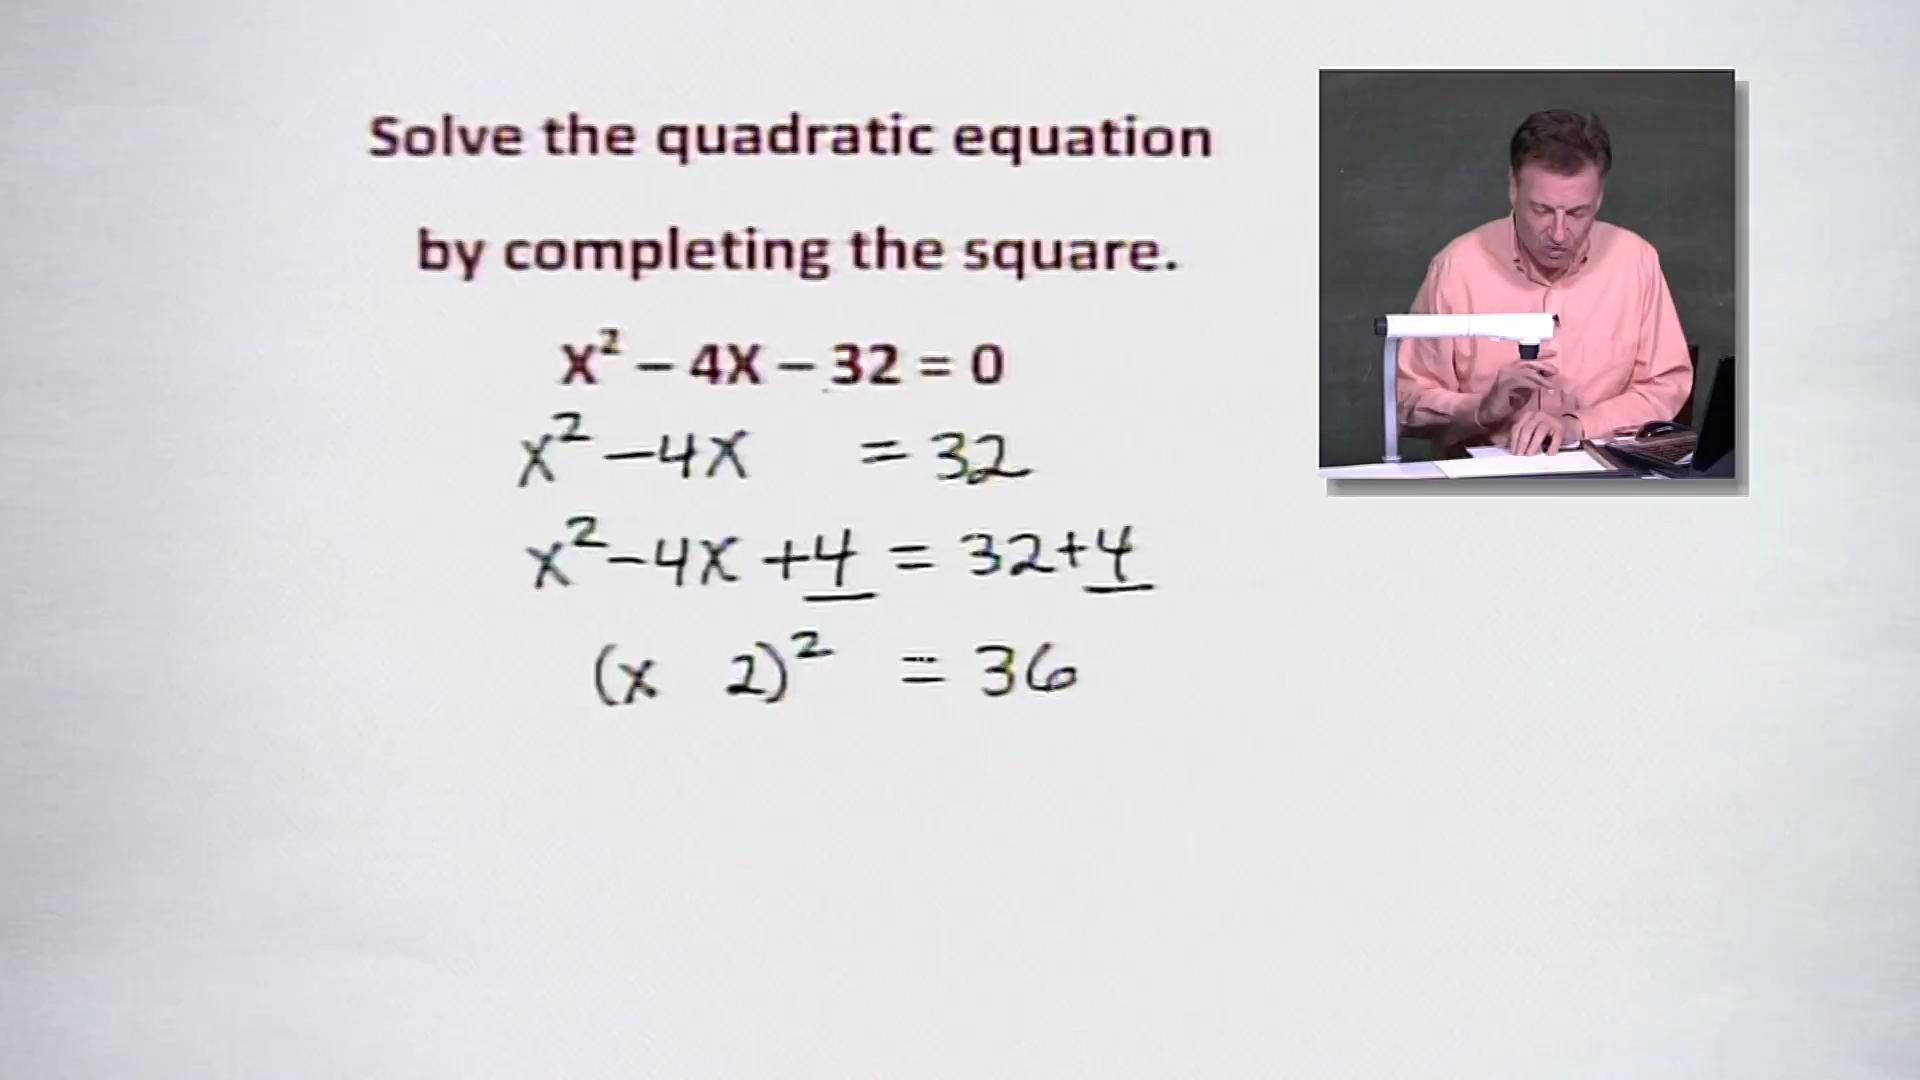 Solve the quadratic equation
by completing the square.
x² – 4x – 32 = 0
x² – 4x = 32
x² – 4x + 4 = 32 + 4
(x 2)² = 36